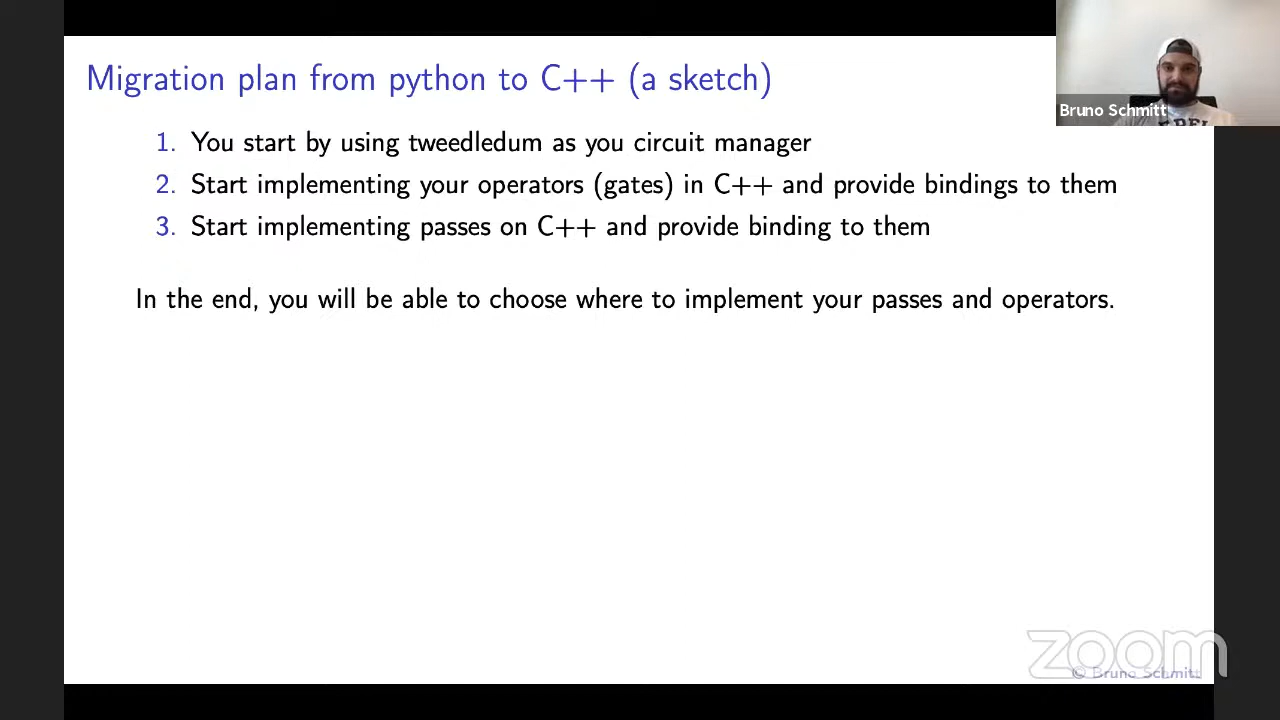 Migration plan from python to C++ (a sketch)
1. You start by using tweedledum as you circuit manager
2. Start implementing your operators (gates) in C++ and provide bindings to them
3. Start implementing passes on C++ and provide binding to them
In the end, you will be able to choose where to implement your passes and operators.
Bruno Schmitt
zoom
© Bruno Schmitt